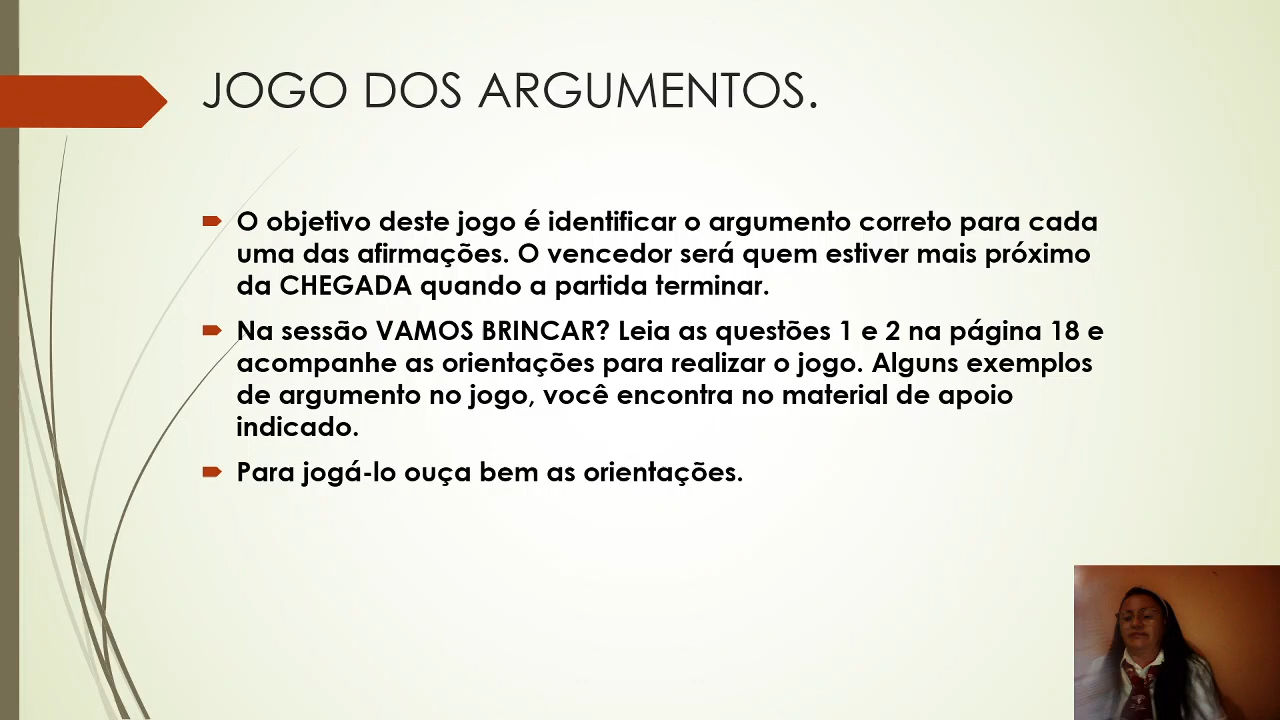 JOGO DOS ARGUMENTOS.
O objetivo deste jogo é identificar o argumento correto para cada
uma das afirmações. O vencedor será quem estiver mais próximo
da CHEGADA quando a partida terminar.
Na sessão VAMOS BRINCAR? Leia as questões 1 e 2 na página 18 e
acompanhe as orientações para realizar o jogo. Alguns exemplos
de argumento no jogo, você encontra no material de apoio
indicado.
Para jogá-lo ouça bem as orientações.